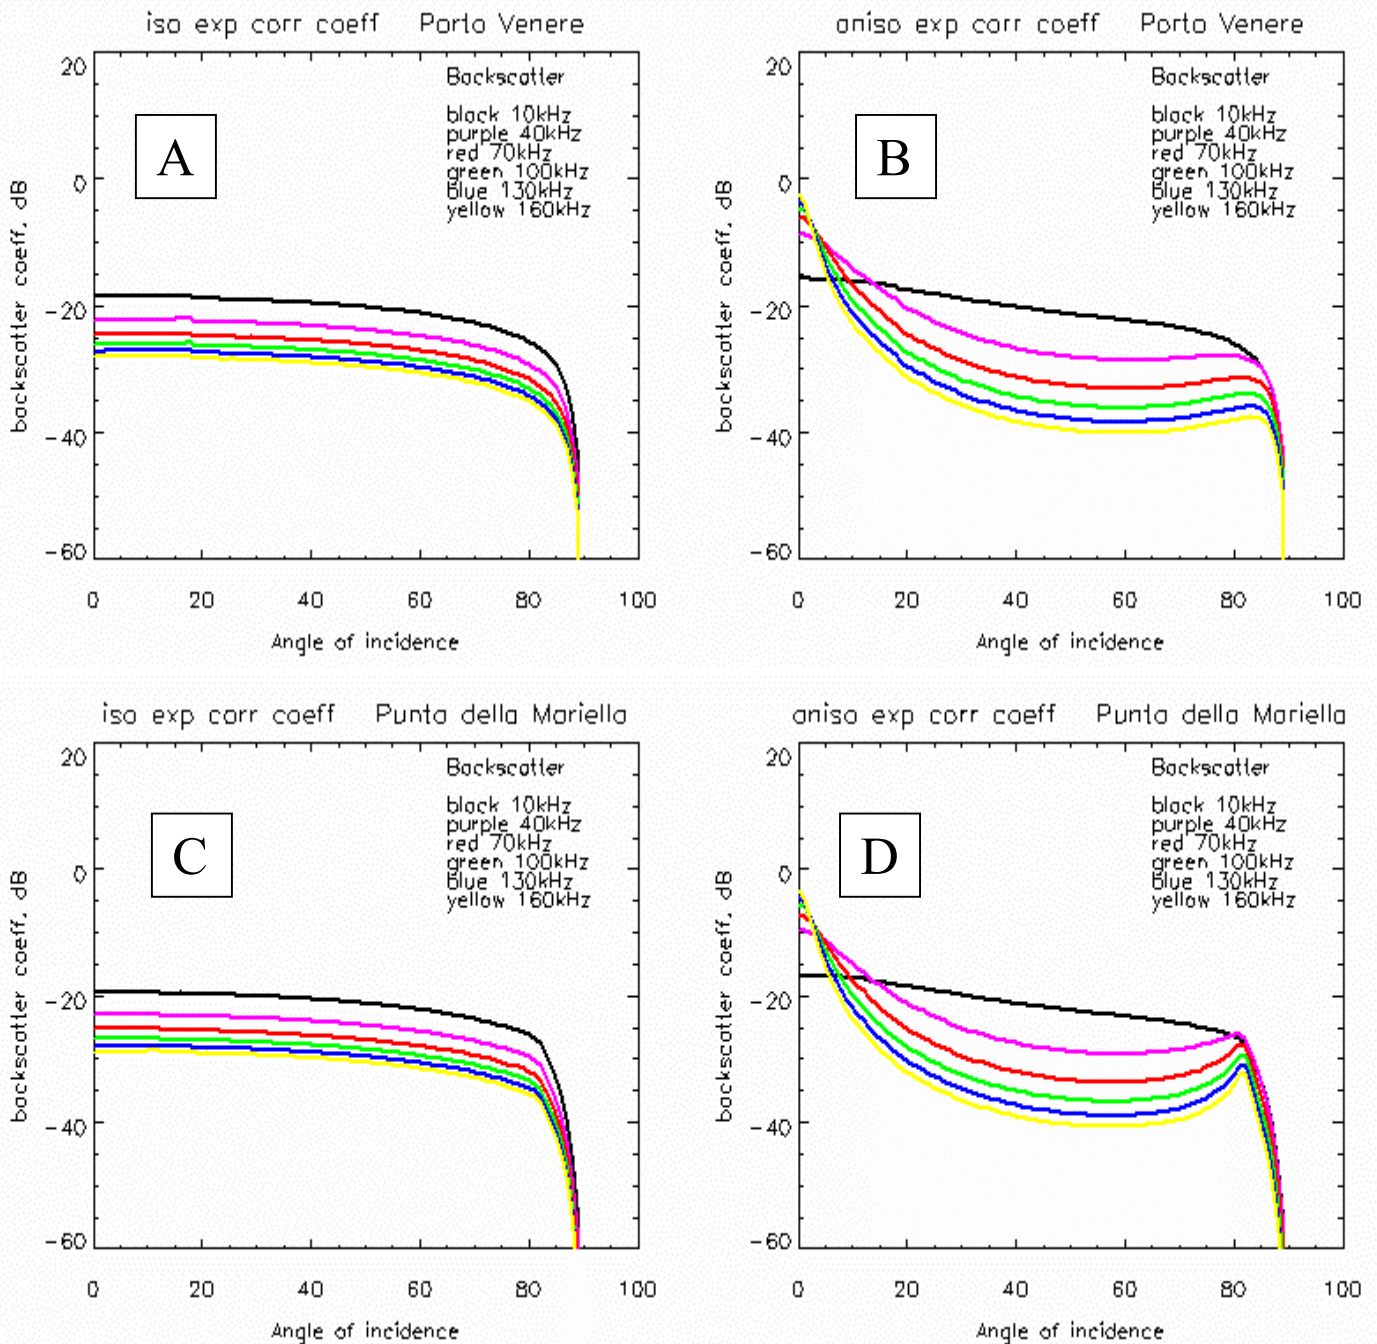 iso exp corr coeff Porto Venere
20
0
-20
-40
-60
backscatter coeff, dB
A
Backscatter
black 10kHz
purple 40kHz
red 70kHz
green 100kHz
blue 130kHz
yellow 160kHz
0 20 40 60 80 100
Angle of incidence
aniso exp corr coeff Porto Venere
20
0
-20
-40
-60
backscatter coeff, dB
B
Backscatter
black 10kHz
purple 40kHz
red 70kHz
green 100kHz
blue 130kHz
yellow 160kHz
0 20 40 60 80 100
Angle of incidence
iso exp corr coeff Punta della Mariella
20
0
-20
-40
-60
backscatter coeff, dB
C
Backscatter
black 10kHz
purple 40kHz
red 70kHz
green 100kHz
blue 130kHz
yellow 160kHz
0 20 40 60 80 100
Angle of incidence
aniso exp corr coeff Punta della Mariella
20
0
-20
-40
-60
backscatter coeff, dB
D
Backscatter
black 10kHz
purple 40kHz
red 70kHz
green 100kHz
blue 130kHz
yellow 160kHz
0 20 40 60 80 100
Angle of incidence